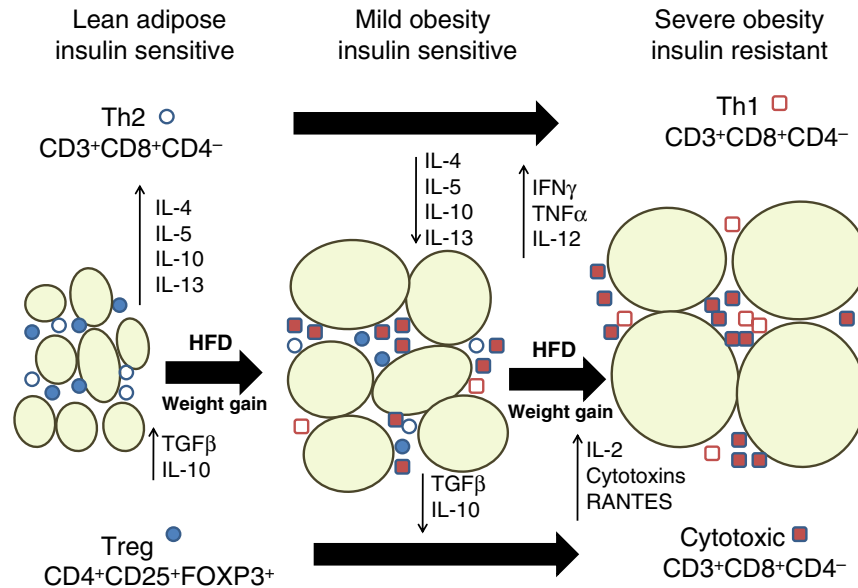 Lean adipose
insulin sensitive
Mild obesity
insulin sensitive
Severe obesity
insulin resistant
Th2
CD3⁺CD8⁺CD4⁻
Th1
CD3⁺CD8⁺CD4⁻
IL-4
IL-5
IL-10
IL-13
IL-4
IL-5
IL-10
IL-13
IFNγ
TNFα
IL-12
HFD
Weight gain
HFD
Weight gain
TGFβ
IL-10
TGFβ
IL-10
IL-2
Cytotoxins
RANTES
Treg
CD4⁺CD25⁺FOXP3⁺
Cytotoxic
CD3⁺CD8⁺CD4⁻